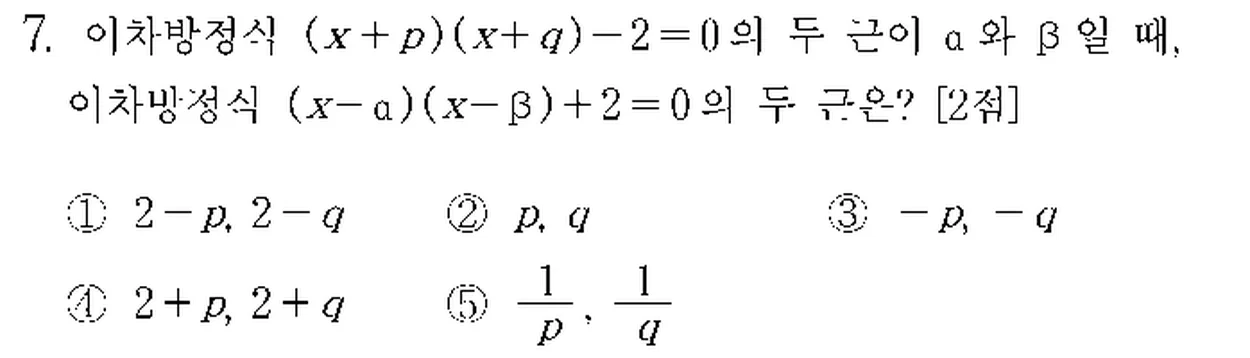 7. 이차방정식 (x+p)(x+q)-2=0의 두 근이 α와 β일 때,
이차방정식 (x-α)(x-β)+2=0의 두 근은? [2점]
① 2-p, 2-q ② p, q ③ -p, -q
④ 2+p, 2+q ⑤ 1/p, 1/q